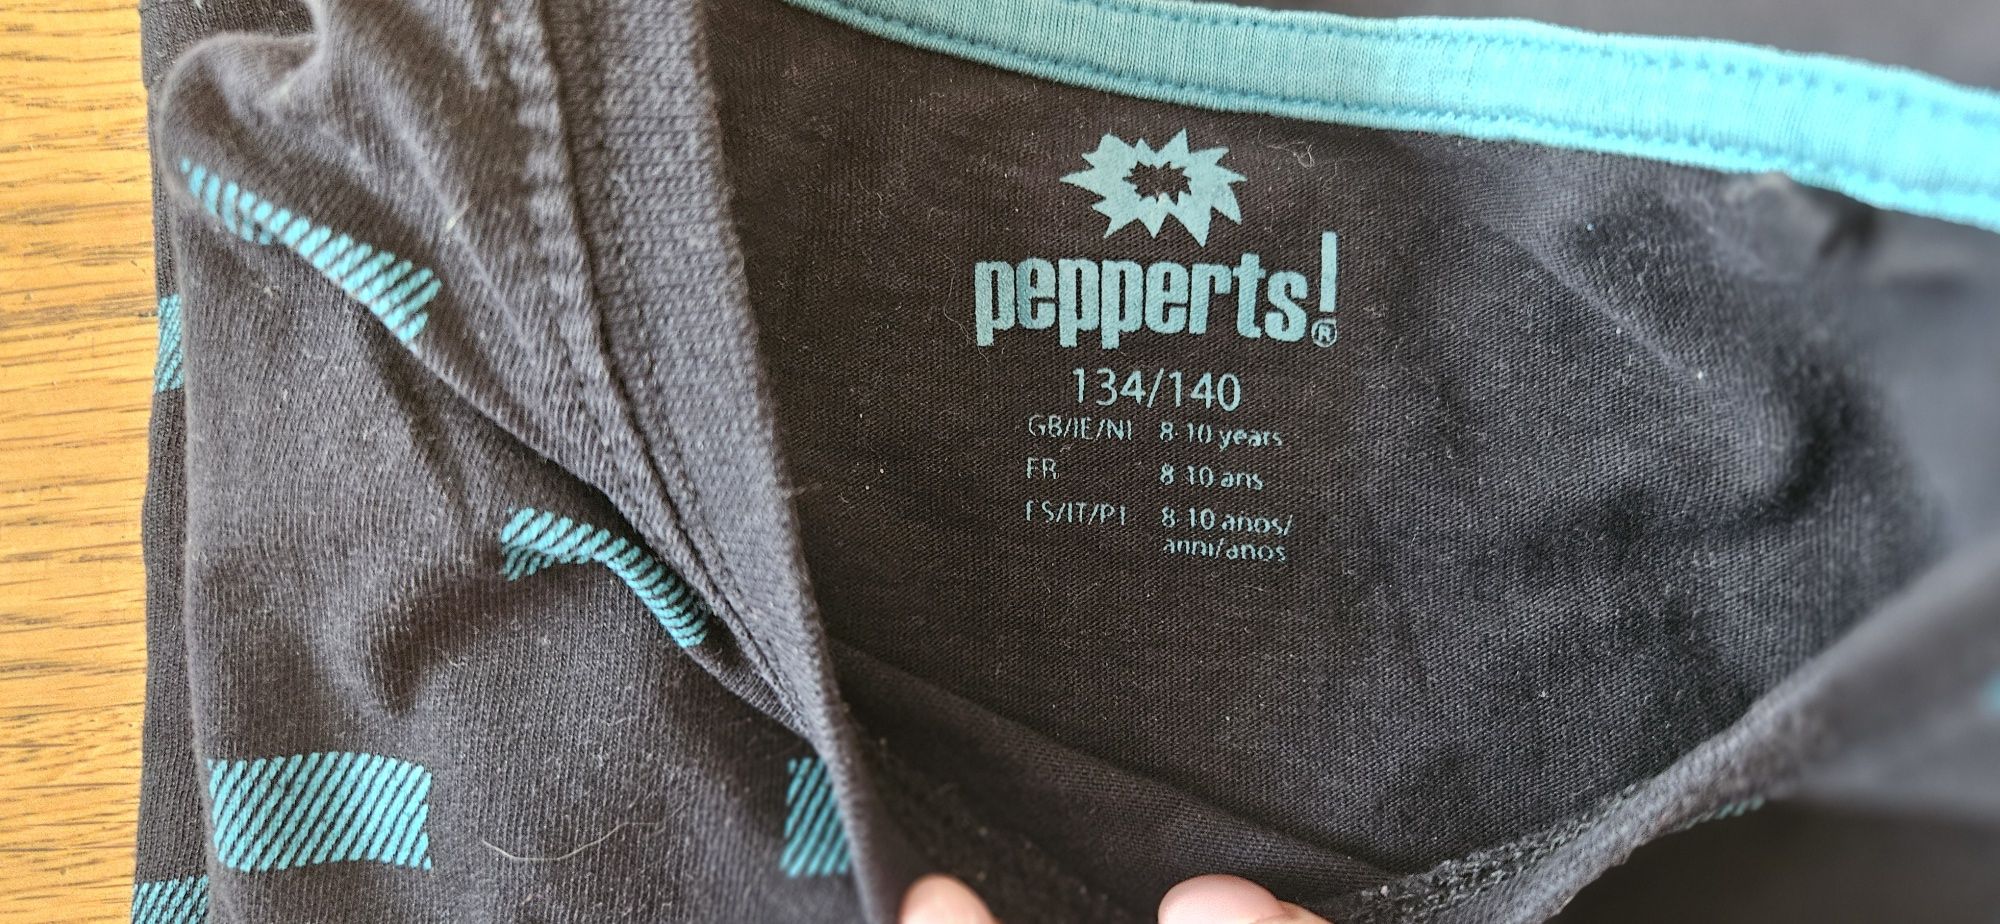 pepperts!®
134/140
GB/IE/NI 8-10 years
FR 8-10 ans
ES/IT/PT 8-10 años/
anni/anos